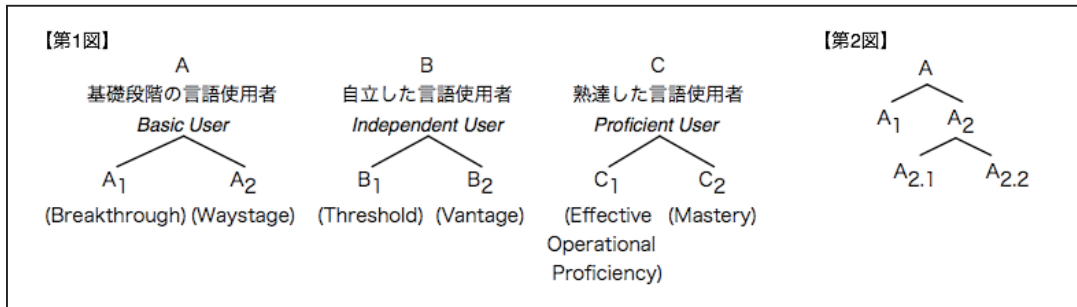 【第1図】
A B C
基礎段階の言語使用者 自立した言語使用者 熟達した言語使用者
Basic User Independent User Proficient User
A1 A2 B1 B2 C1 C2
(Breakthrough) (Waystage) (Threshold) (Vantage) (Effective (Mastery)
Operational
Proficiency)
【第2図】
A
A1 A2
A2.1 A2.2